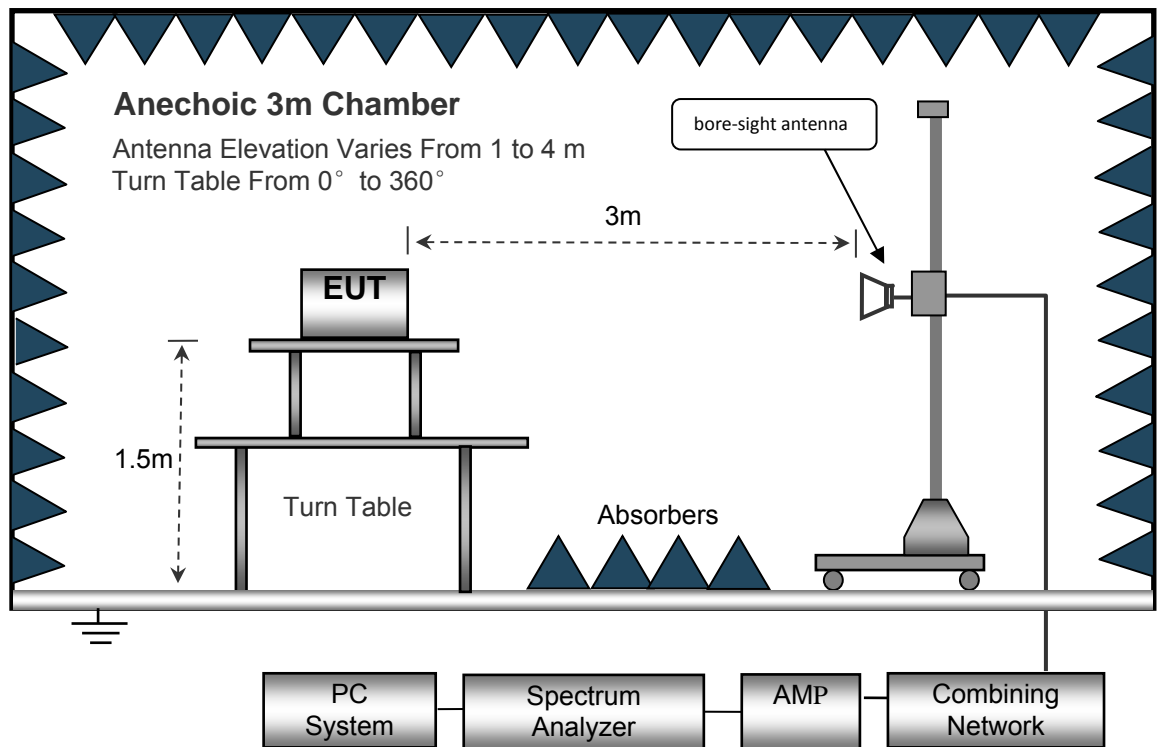 Anechoic 3m Chamber
Antenna Elevation Varies From 1 to 4 m
Turn Table From 0° to 360°
bore-sight antenna
3m
EUT
1.5m
Turn Table
Absorbers
PC
System
Spectrum
Analyzer
AMP
Combining
Network